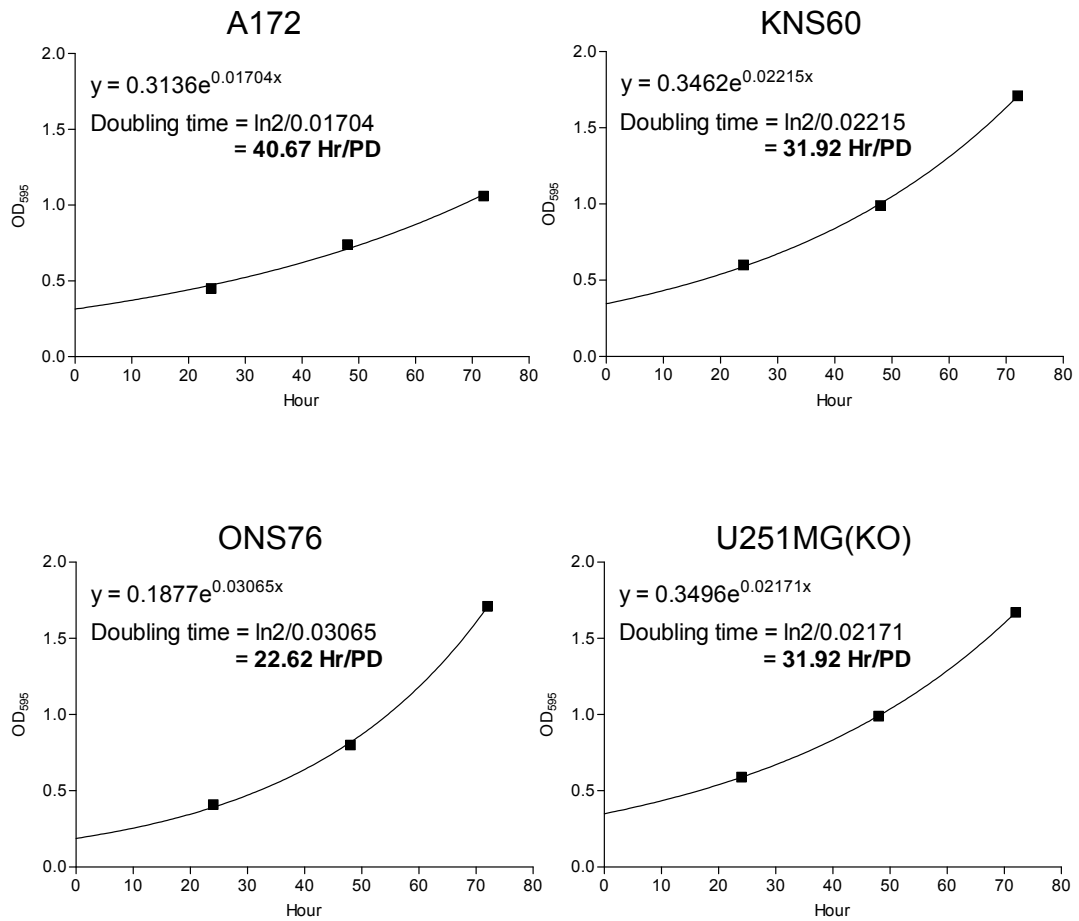 A172
y = 0.3136e^0.01704x
Doubling time = ln2/0.01704
= 40.67 Hr/PD
OD595
2.0
1.5
1.0
0.5
0.0
0 10 20 30 40 50 60 70 80
Hour
KNS60
y = 0.3462e^0.02215x
Doubling time = ln2/0.02215
= 31.92 Hr/PD
OD595
2.0
1.5
1.0
0.5
0.0
0 10 20 30 40 50 60 70 80
Hour
ONS76
y = 0.1877e^0.03065x
Doubling time = ln2/0.03065
= 22.62 Hr/PD
OD595
2.0
1.5
1.0
0.5
0.0
0 10 20 30 40 50 60 70 80
Hour
U251MG(KO)
y = 0.3496e^0.02171x
Doubling time = ln2/0.02171
= 31.92 Hr/PD
OD595
2.0
1.5
1.0
0.5
0.0
0 10 20 30 40 50 60 70 80
Hour